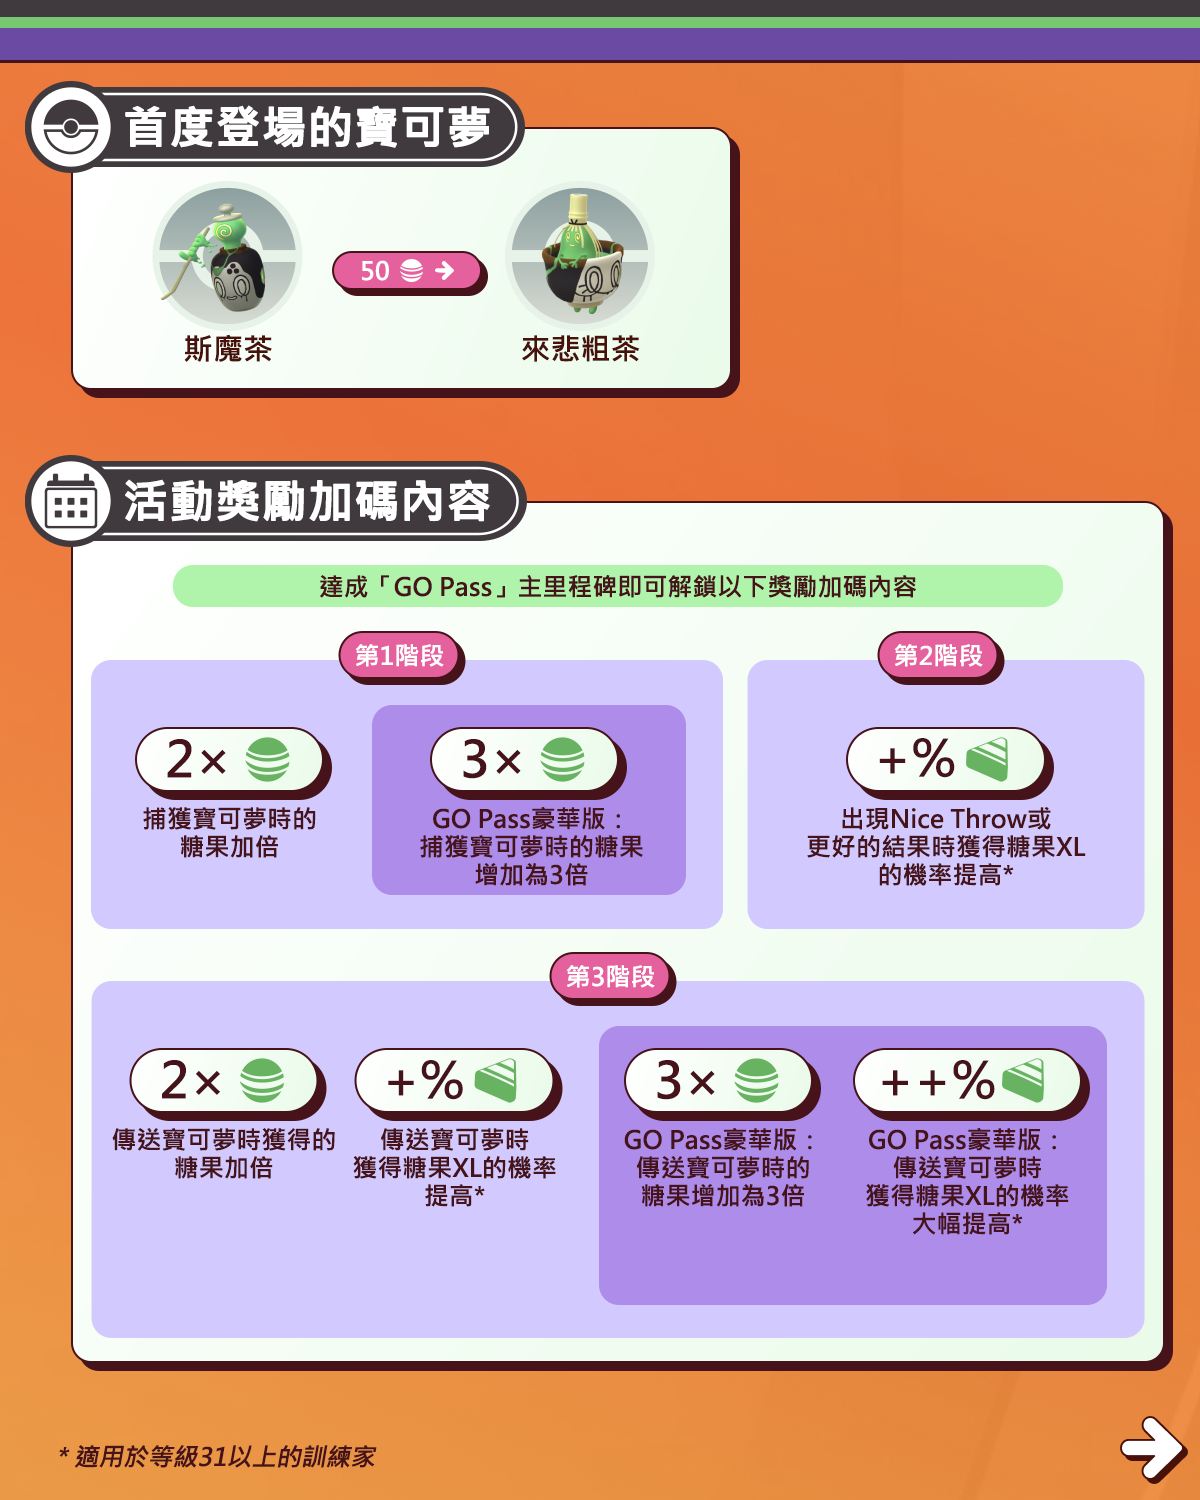 首度登場的寶可夢
50
斯魔茶
來悲粗茶
活動獎勵加碼內容
達成「GO Pass」主里程碑即可解鎖以下獎勵加碼內容
第1階段
2×
捕獲寶可夢時的
糖果加倍
3×
GO Pass豪華版：
捕獲寶可夢時的糖果
增加為3倍
第2階段
+%
出現Nice Throw或
更好的結果時獲得糖果XL
的機率提高*
第3階段
2×
傳送寶可夢時獲得的
糖果加倍
+%
傳送寶可夢時
獲得糖果XL的機率
提高*
3×
GO Pass豪華版：
傳送寶可夢時的
糖果增加為3倍
++%
GO Pass豪華版：
傳送寶可夢時
獲得糖果XL的機率
大幅提高*
* 適用於等級31以上的訓練家